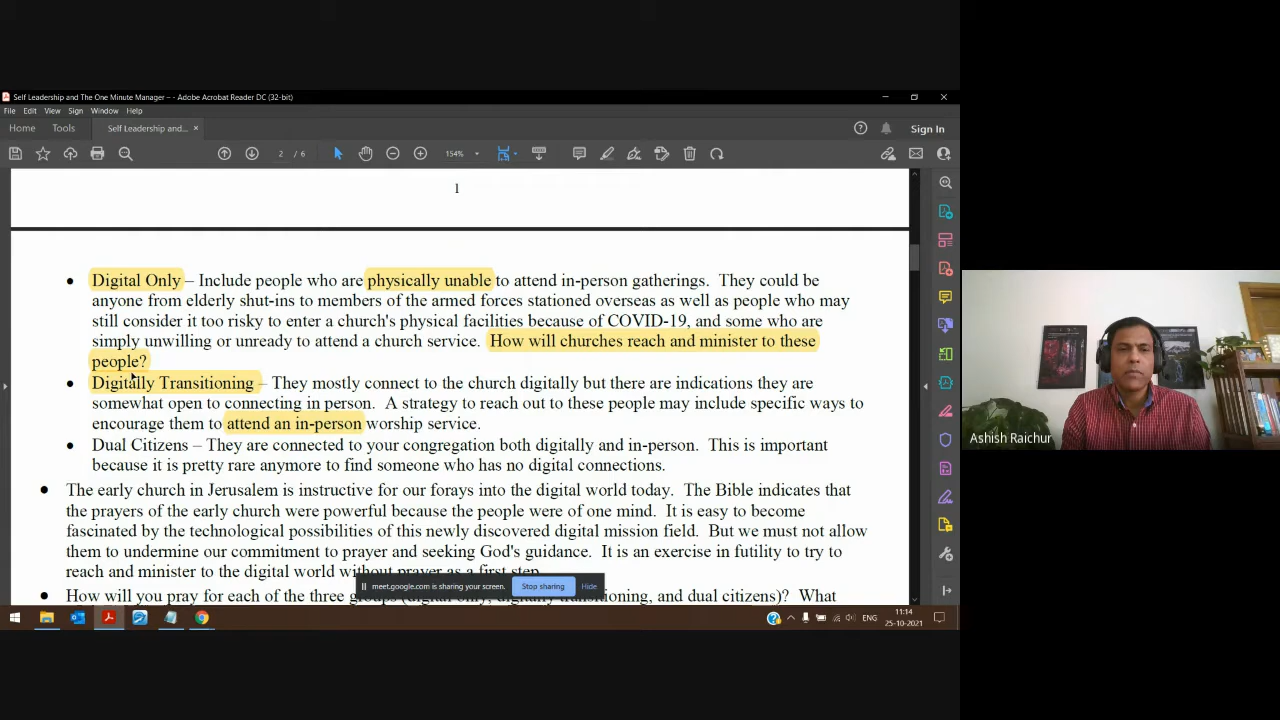 Self Leadership and The One Minute Manager – - Adobe Acrobat Reader DC (32-bit)
File Edit View Sign Window Help
Home Tools Self Leadership and... × Sign In
2 / 6 154%
1
• Digital Only – Include people who are physically unable to attend in-person gatherings. They could be
anyone from elderly shut-ins to members of the armed forces stationed overseas as well as people who may
still consider it too risky to enter a church's physical facilities because of COVID-19, and some who are
simply unwilling or unready to attend a church service. How will churches reach and minister to these
people?
• Digitally Transitioning – They mostly connect to the church digitally but there are indications they are
somewhat open to connecting in person. A strategy to reach out to these people may include specific ways to
encourage them to attend an in-person worship service.
• Dual Citizens – They are connected to your congregation both digitally and in-person. This is important
because it is pretty rare anymore to find someone who has no digital connections.
• The early church in Jerusalem is instructive for our forays into the digital world today. The Bible indicates that
the prayers of the early church were powerful because the people were of one mind. It is easy to become
fascinated by the technological possibilities of this newly discovered digital mission field. But we must not allow
them to undermine our commitment to prayer and seeking God's guidance. It is an exercise in futility to try to
reach and minister to the digital world without prayer as a first step.
• How will you pray for each of the three groups (digital only, digitally transitioning, and dual citizens)? What
meet.google.com is sharing your screen. Stop sharing Hide
ENG 11:14
25-10-2021
Ashish Raichur